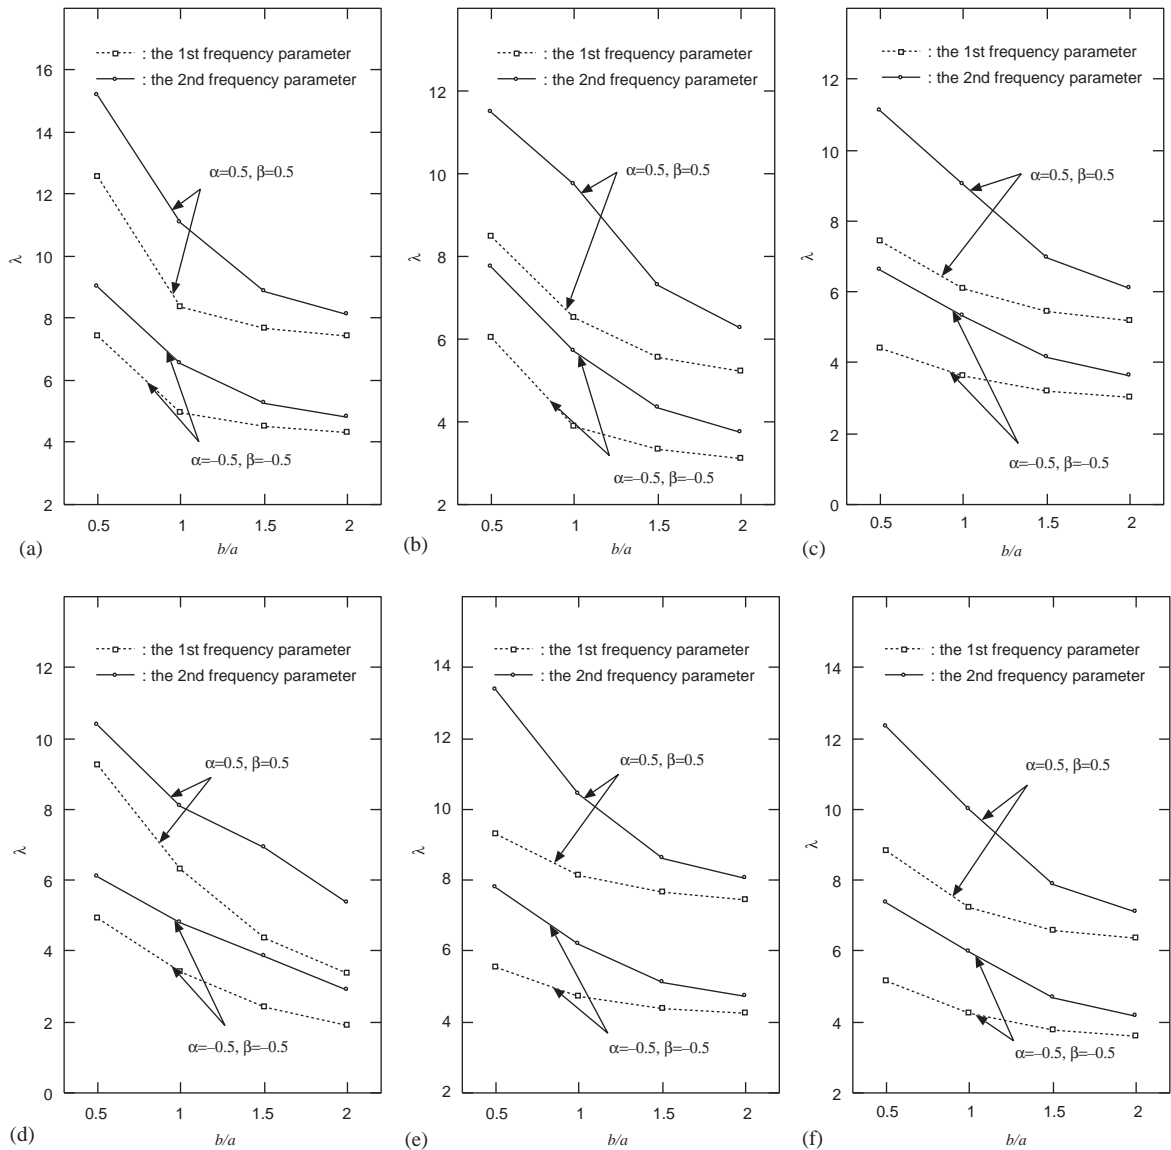 : the 1st frequency parameter
: the 2nd frequency parameter
16
14
12
10
8
6
4
2
λ
α=0.5, β=0.5
α=–0.5, β=–0.5
0.5 1 1.5 2
(a)
b/a
: the 1st frequency parameter
: the 2nd frequency parameter
12
10
8
6
4
2
λ
α=0.5, β=0.5
α=–0.5, β=–0.5
0.5 1 1.5 2
(b)
b/a
: the 1st frequency parameter
: the 2nd frequency parameter
12
10
8
6
4
2
0
λ
α=0.5, β=0.5
α=–0.5, β=–0.5
0.5 1 1.5 2
(c)
b/a
: the 1st frequency parameter
: the 2nd frequency parameter
12
10
8
6
4
2
0
λ
α=0.5, β=0.5
α=–0.5, β=–0.5
0.5 1 1.5 2
(d)
b/a
: the 1st frequency parameter
: the 2nd frequency parameter
14
12
10
8
6
4
2
λ
α=0.5, β=0.5
α=–0.5, β=–0.5
0.5 1 1.5 2
(e)
b/a
: the 1st frequency parameter
: the 2nd frequency parameter
14
12
10
8
6
4
2
λ
α=0.5, β=0.5
α=–0.5, β=–0.5
0.5 1 1.5 2
(f)
b/a